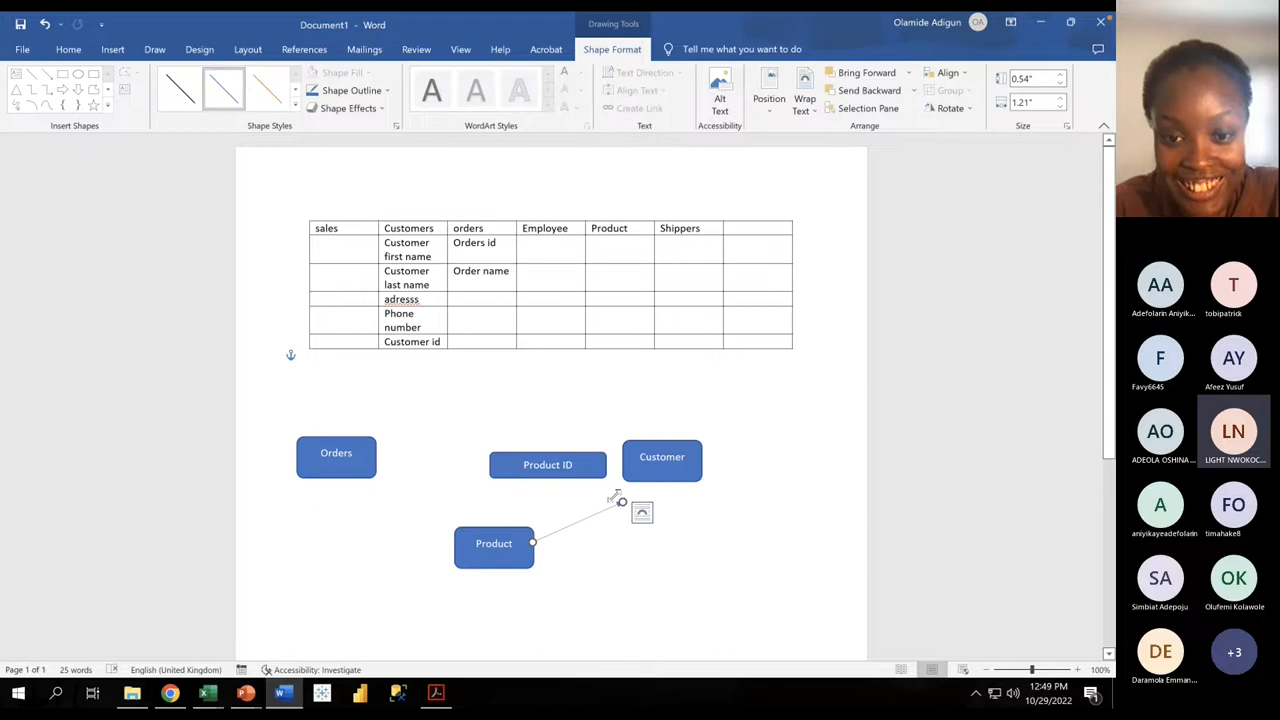 Document1 - Word
Drawing Tools
Olamide Adigun
OA
File
Home
Insert
Draw
Design
Layout
References
Mailings
Review
View
Help
Acrobat
Shape Format
Tell me what you want to do
Shape Fill
Shape Outline
Shape Effects
A
A
A
Text Direction
Align Text
Create Link
Alt
Text
Position
Wrap
Text
Bring Forward
Send Backward
Selection Pane
Align
Group
Rotate
0.54"
1.21"
Insert Shapes
Shape Styles
WordArt Styles
Text
Accessibility
Arrange
Size
sales Customers orders Employee Product Shippers
Customer
first name
Orders id
Customer
last name
Order name
adresss
Phone
number
Customer id
Orders
Product ID
Customer
Product
AA
Adefolarin Aniyik...
T
tobipatrick
F
Favy6645
AY
Afeez Yusuf
AO
ADEOLA OSHINA...
LN
LIGHT NWOKOC...
A
aniyikayeadefolarin
FO
timahake8
SA
Simbiat Adepoju
OK
Olufemi Kolawole
DE
Daramola Emman...
+3
Page 1 of 1
25 words
English (United Kingdom)
Accessibility: Investigate
100%
12:49 PM
10/29/2022
1